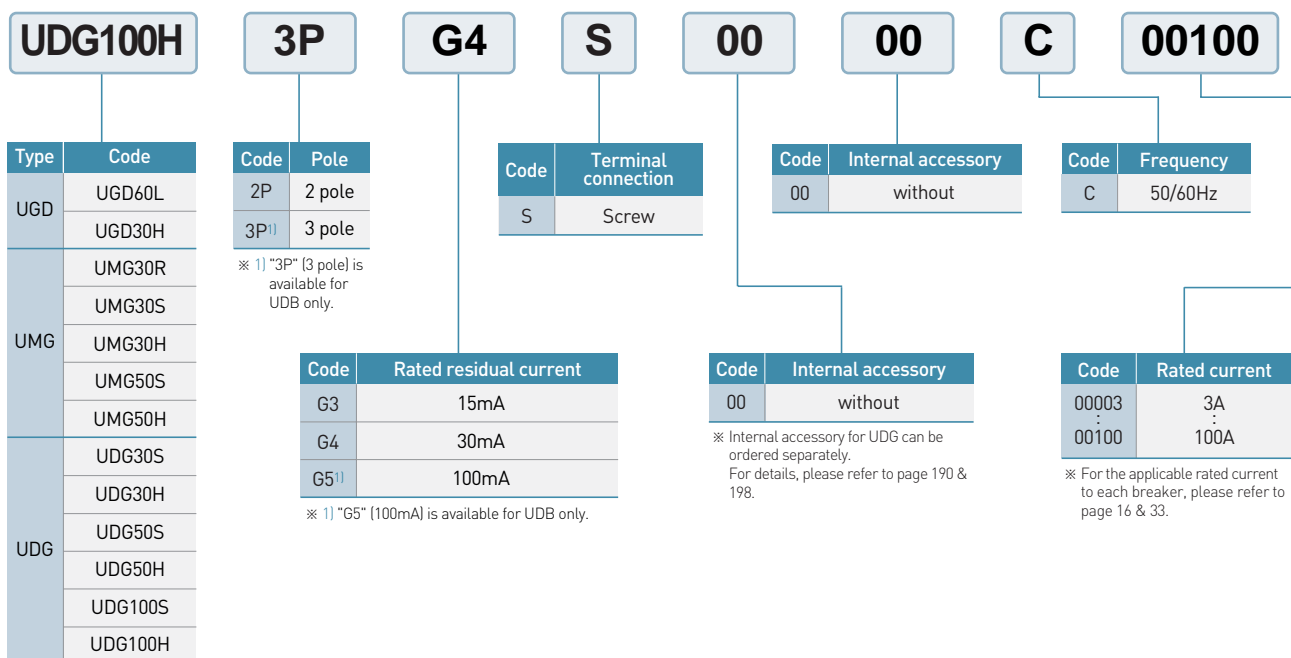 UDG100H 3P G4 S 00 00 C 00100
Type Code
UGD
UGD60L
UGD30H
UMG
UMG30R
UMG30S
UMG30H
UMG50S
UMG50H
UDG
UDG30S
UDG30H
UDG50S
UDG50H
UDG100S
UDG100H
Code Pole
2P 2 pole
3P1) 3 pole
※ 1) "3P" (3 pole) is
available for
UDB only.
Code Rated residual current
G3 15mA
G4 30mA
G51) 100mA
※ 1) "G5" (100mA) is available for UDB only.
Code Terminal
connection
S Screw
Code Internal accessory
00 without
※ Internal accessory for UDG can be
ordered separately.
For details, please refer to page 190 &
198.
Code Internal accessory
00 without
Code Frequency
C 50/60Hz
Code Rated current
00003 3A
: :
00100 100A
※ For the applicable rated current
to each breaker, please refer to
page 16 & 33.